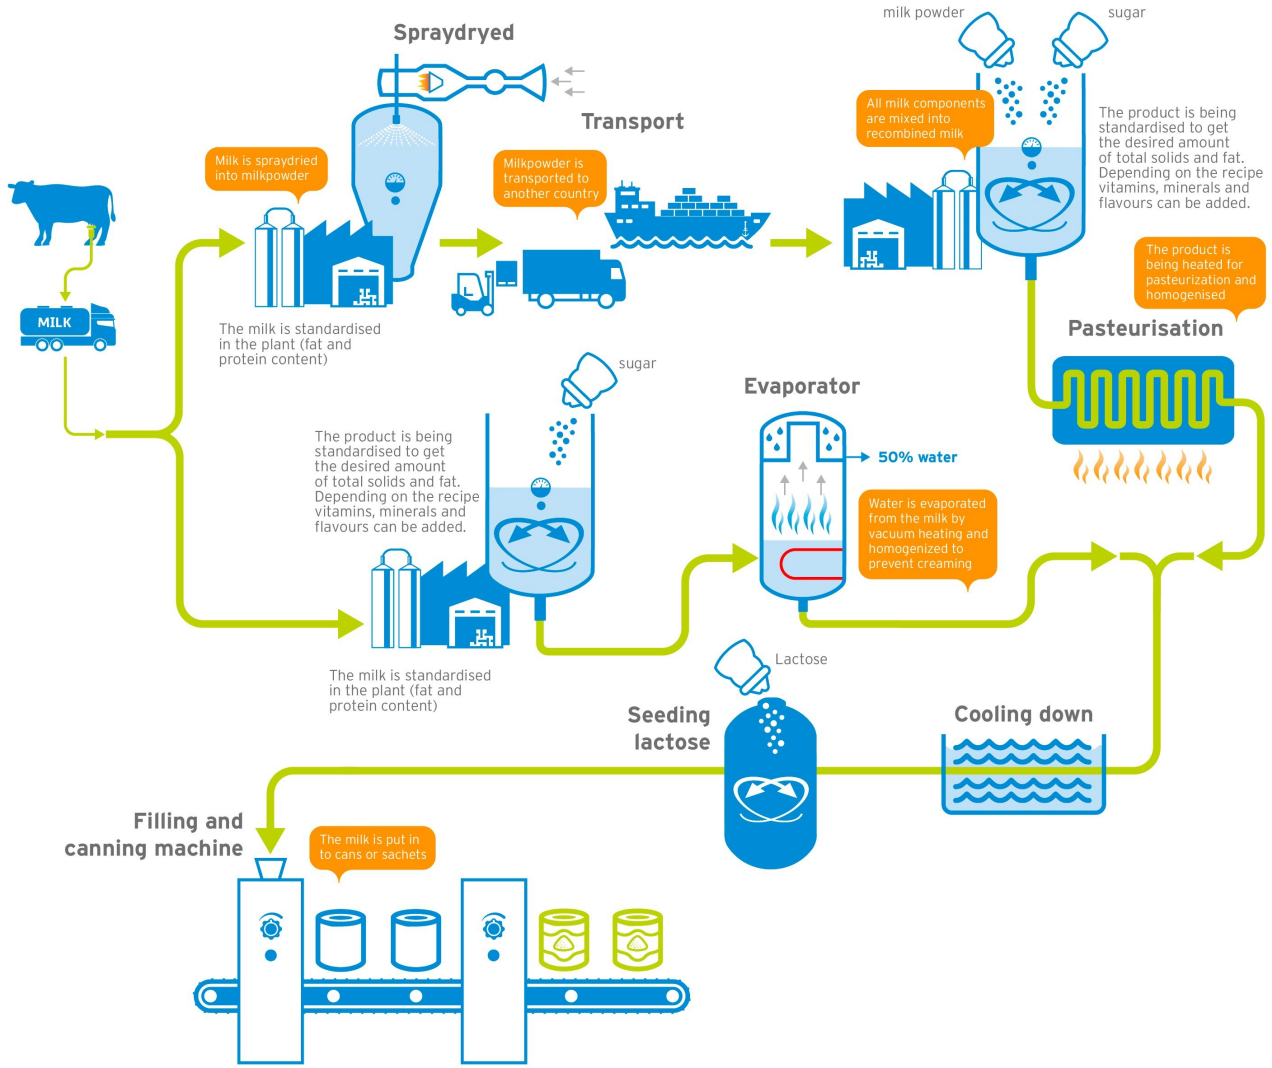 milk powder
sugar
Spraydryed
Transport
All milk components
are mixed into
recombined milk
The product is being
standardised to get
the desired amount
of total solids and fat.
Depending on the recipe
vitamins, minerals and
flavours can be added.
Milk is spraydried
into milkpowder
Milkpowder is
transported to
another country
The product is
being heated for
pasteurization and
homogenised
MILK
The milk is standardised
in the plant (fat and
protein content)
Pasteurisation
sugar
Evaporator
The product is being
standardised to get
the desired amount
of total solids and fat.
Depending on the recipe
vitamins, minerals and
flavours can be added.
50% water
Water is evaporated
from the milk by
vacuum heating and
homogenized to
prevent creaming
The milk is standardised
in the plant (fat and
protein content)
Lactose
Seeding
lactose
Cooling down
Filling and
canning machine
The milk is put in
to cans or sachets